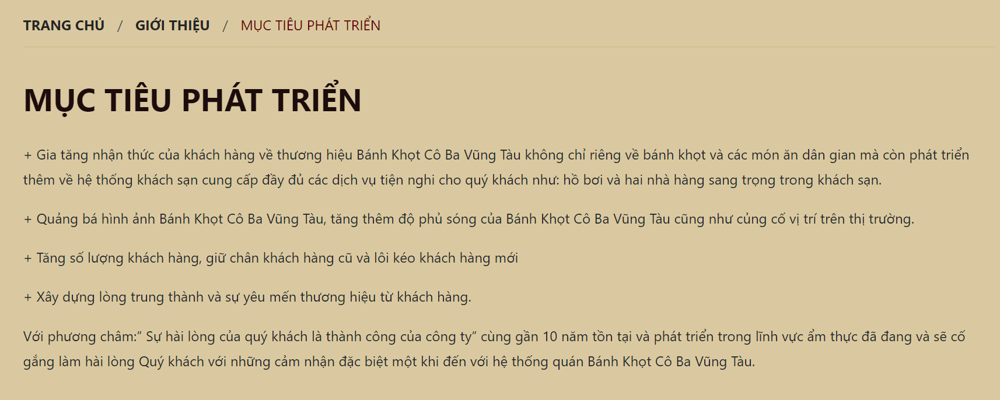 TRANG CHỦ / GIỚI THIỆU / MỤC TIÊU PHÁT TRIỂN
MỤC TIÊU PHÁT TRIỂN
+ Gia tăng nhận thức của khách hàng về thương hiệu Bánh Khọt Cô Ba Vũng Tàu không chỉ riêng về bánh khọt và các món ăn dân gian mà còn phát triển
thêm về hệ thống khách sạn cung cấp đầy đủ các dịch vụ tiện nghi cho quý khách như: hồ bơi và hai nhà hàng sang trọng trong khách sạn.
+ Quảng bá hình ảnh Bánh Khọt Cô Ba Vũng Tàu, tăng thêm độ phủ sóng của Bánh Khọt Cô Ba Vũng Tàu cũng như củng cố vị trí trên thị trường.
+ Tăng số lượng khách hàng, giữ chân khách hàng cũ và lôi kéo khách hàng mới
+ Xây dựng lòng trung thành và sự yêu mến thương hiệu từ khách hàng.
Với phương châm:” Sự hài lòng của quý khách là thành công của công ty” cùng gần 10 năm tồn tại và phát triển trong lĩnh vực ẩm thực đã đang và sẽ cố
gắng làm hài lòng Quý khách với những cảm nhận đặc biệt một khi đến với hệ thống quán Bánh Khọt Cô Ba Vũng Tàu.